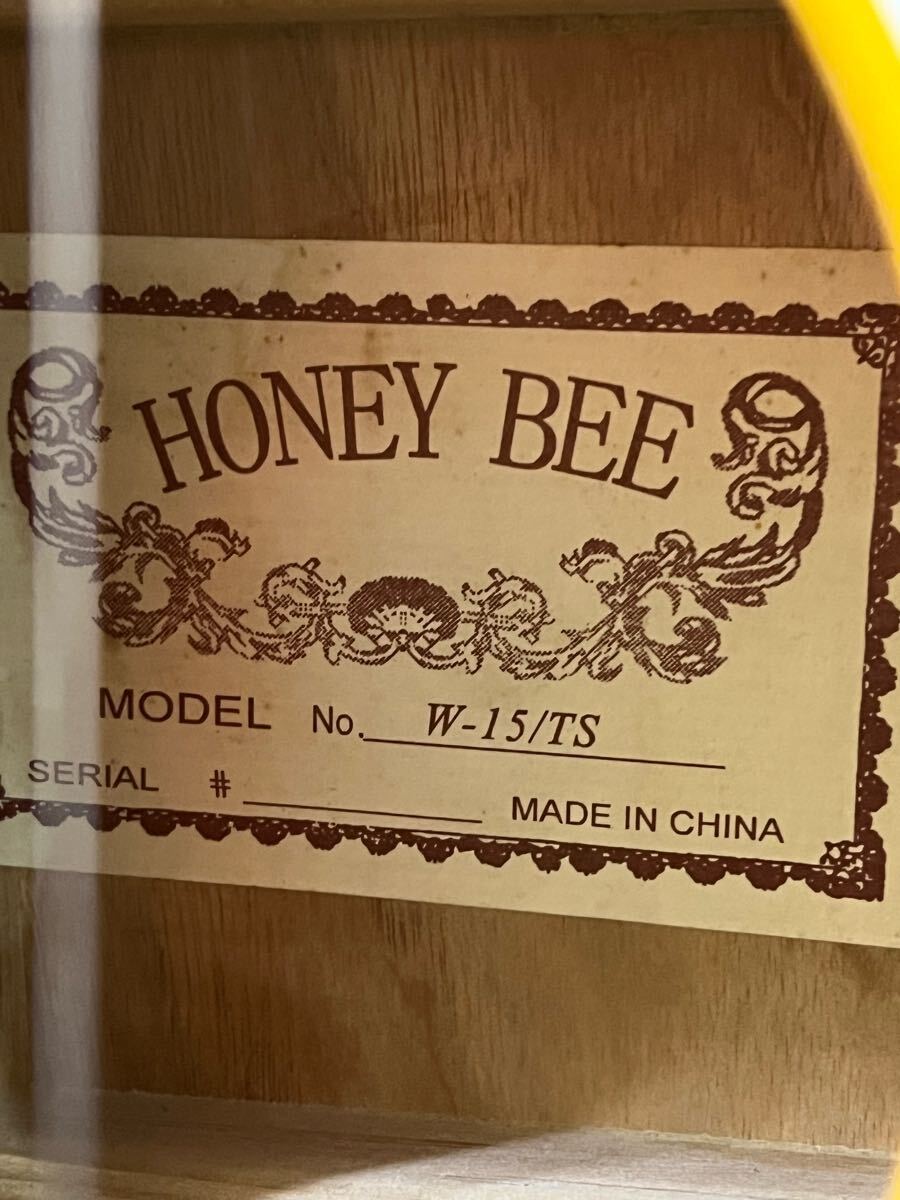 HONEY BEE
MODEL No. W-15/TS
SERIAL # MADE IN CHINA